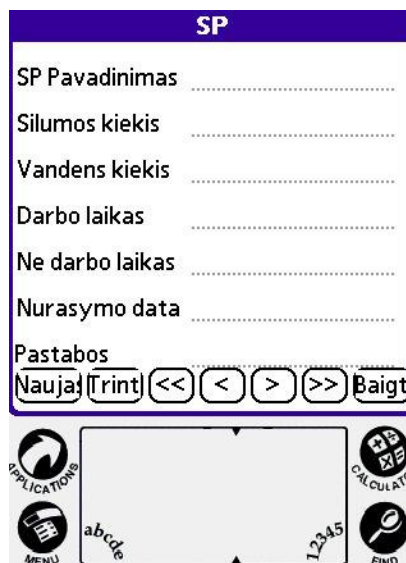 SP
SP Pavadinimas
Silumos kiekis
Vandens kiekis
Darbo laikas
Ne darbo laikas
Nurasymo data
Pastabos
Naujas Trint << < > >> Baigt
APPLICATIONS
CALCULATO
abcde
12345
MENU
FIND